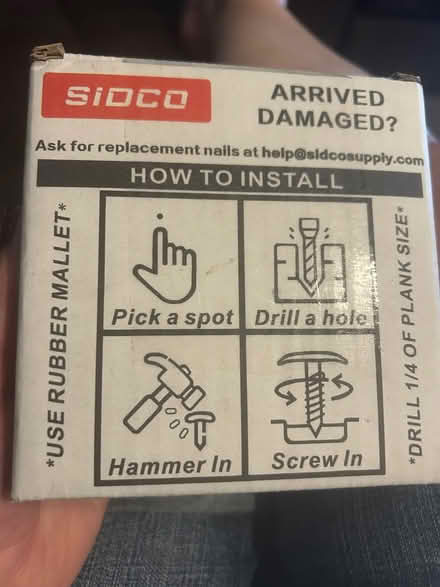 SIDCO
ARRIVED
DAMAGED?
Ask for replacement nails at help@sidcosupply.com
HOW TO INSTALL
*USE RUBBER MALLET*
Pick a spot
Drill a hole
*DRILL 1/4 OF PLANK SIZE*
Hammer In
Screw In